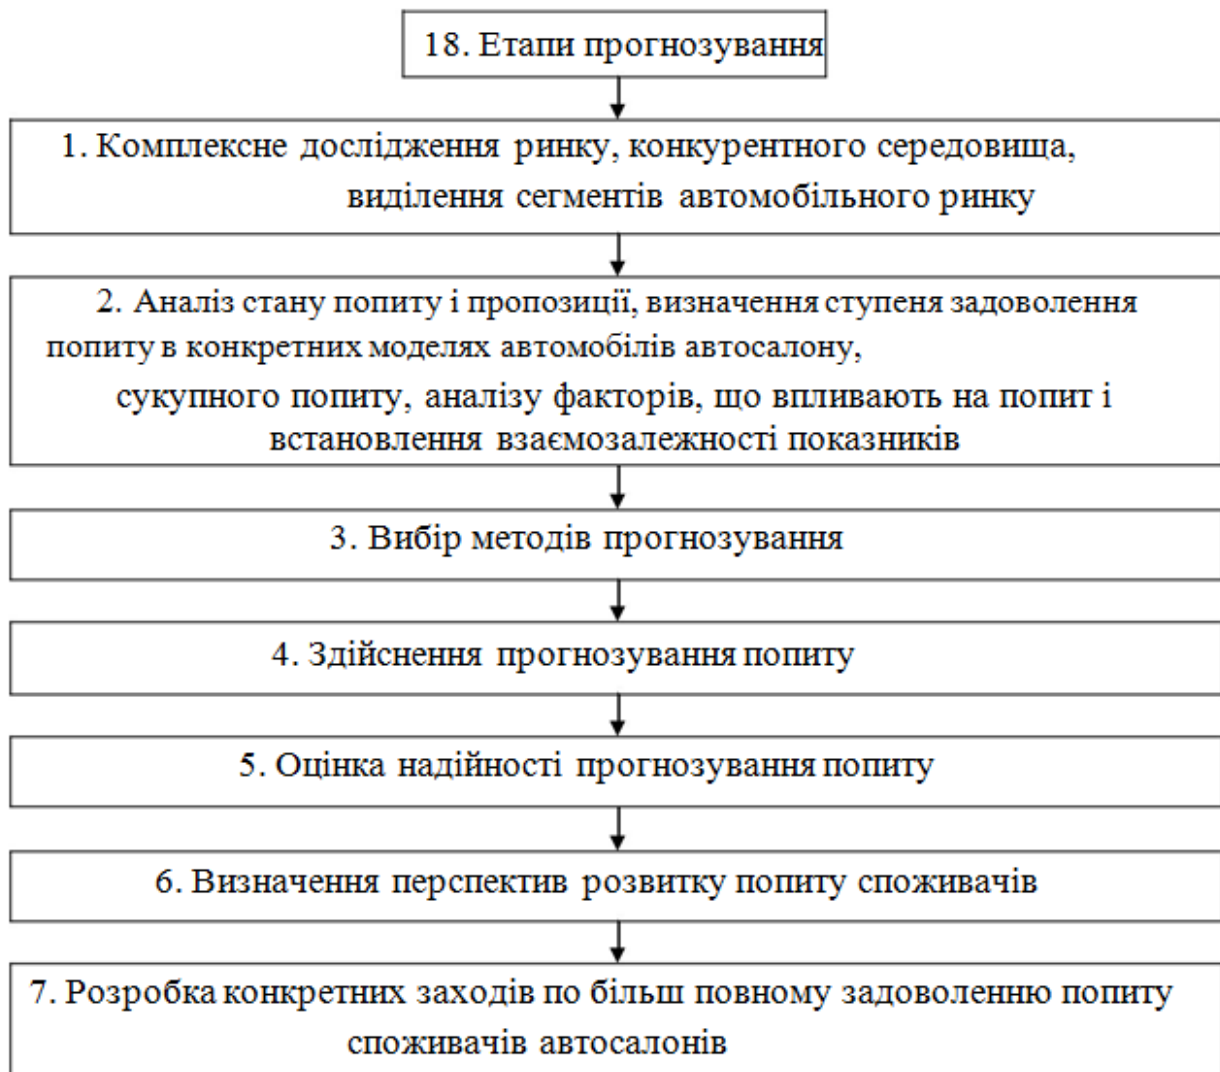 18. Етапи прогнозування
1. Комплексне дослідження ринку, конкурентного середовища,
виділення сегментів автомобільного ринку
2. Аналіз стану попиту і пропозиції, визначення ступеня задоволення
попиту в конкретних моделях автомобілів автосалону,
сукупного попиту, аналізу факторів, що впливають на попит і
встановлення взаємозалежності показників
3. Вибір методів прогнозування
4. Здійснення прогнозування попиту
5. Оцінка надійності прогнозування попиту
6. Визначення перспектив розвитку попиту споживачів
7. Розробка конкретних заходів по більш повному задоволенню попиту
споживачів автосалонів